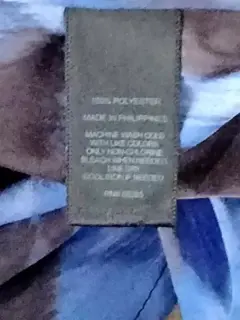 100% POLYESTER
MADE IN PHILIPPINES
MACHINE WASH COLD
WITH LIKE COLORS
ONLY NON-CHLORINE
BLEACH WHEN NEEDED
LINE DRY
COOL IRON IF NEEDED